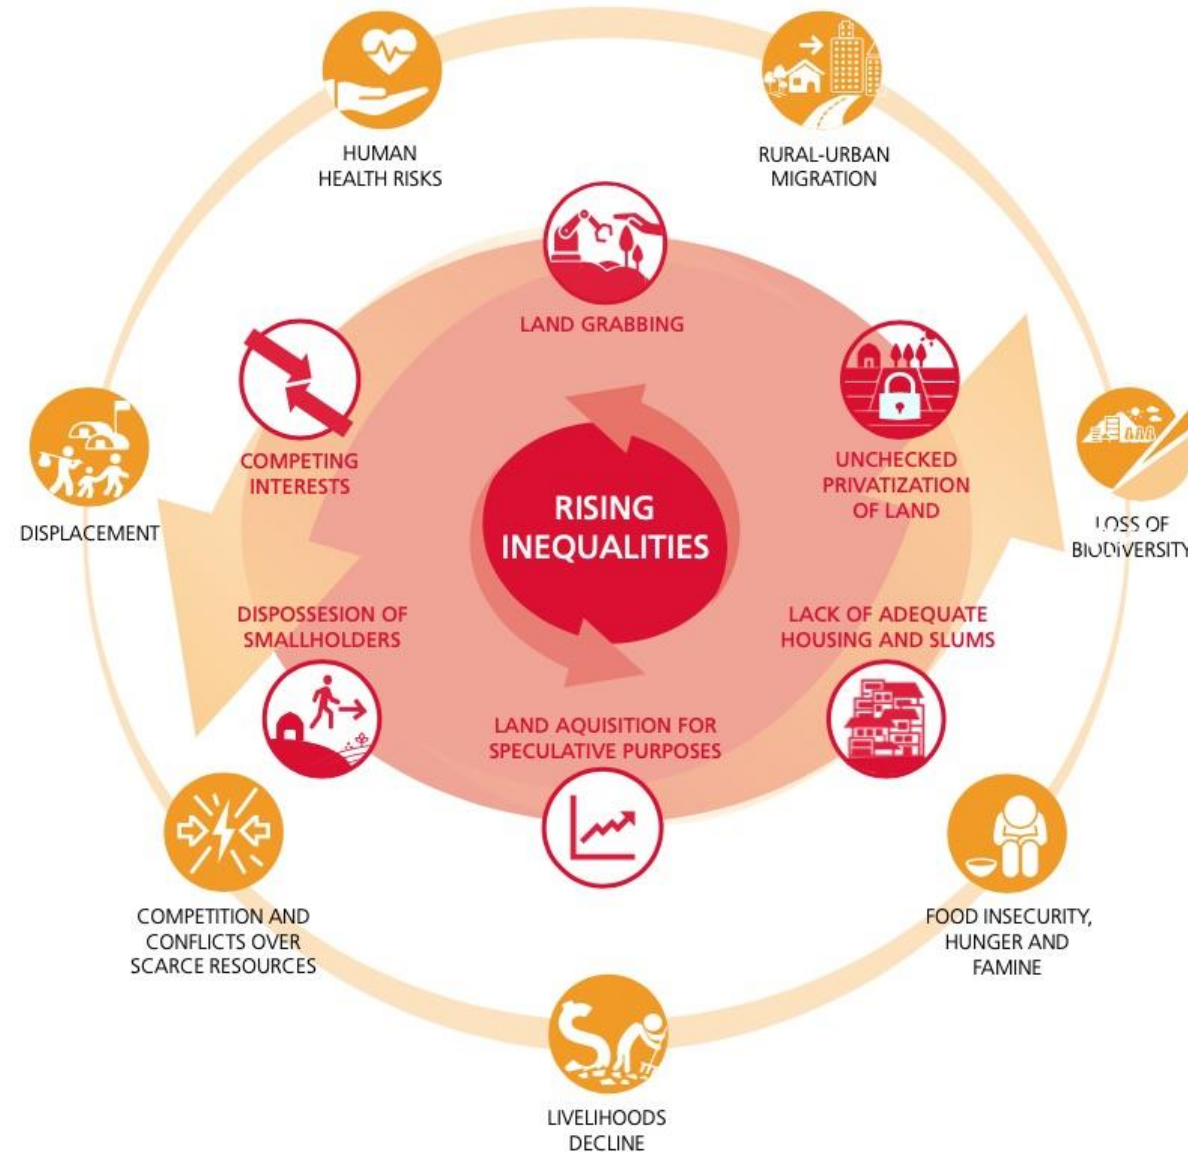 HUMAN
HEALTH RISKS
RURAL-URBAN
MIGRATION
LAND GRABBING
COMPETING
INTERESTS
UNCHECKED
PRIVATIZATION
OF LAND
RISING
INEQUALITIES
DISPLACEMENT
LOSS OF
BIODIVERSITY
DISPOSSESION OF
SMALLHOLDERS
LACK OF ADEQUATE
HOUSING AND SLUMS
LAND AQUISITION FOR
SPECULATIVE PURPOSES
COMPETITION AND
CONFLICTS OVER
SCARCE RESOURCES
FOOD INSECURITY,
HUNGER AND
FAMINE
LIVELIHOODS
DECLINE